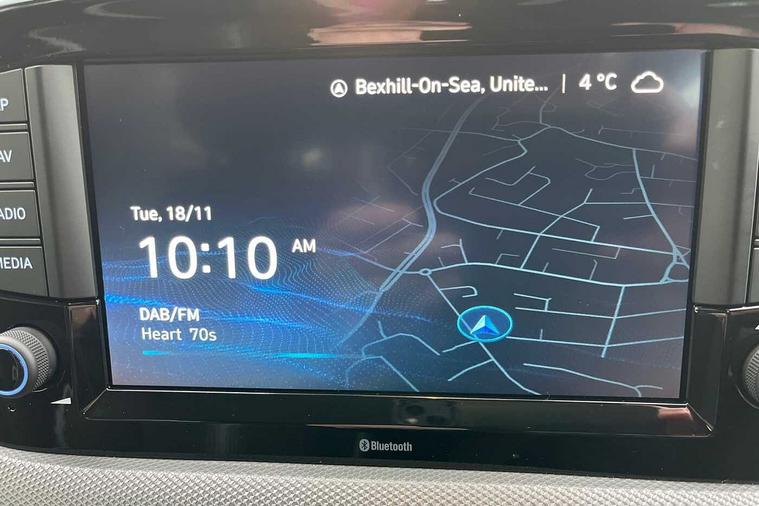 Bexhill-On-Sea, Unite... | 4 °C
Tue, 18/11
10:10 AM
DAB/FM
Heart 70s
P
AV
ADIO
MEDIA
Bluetooth